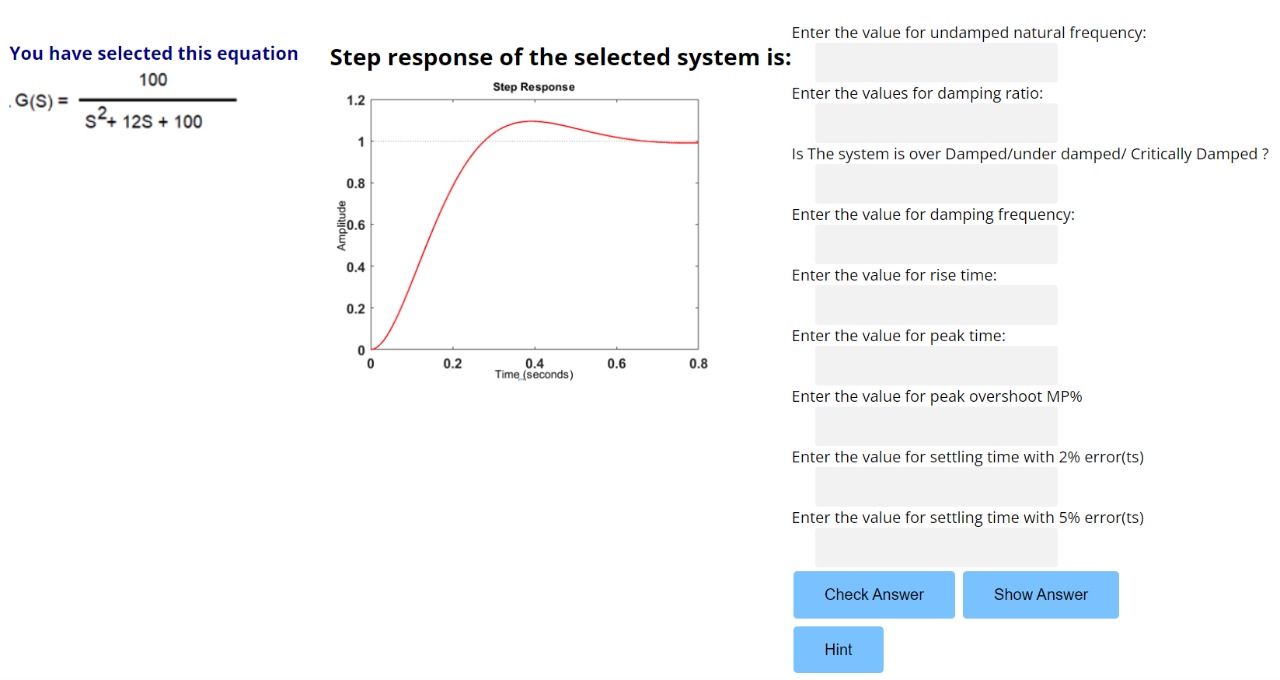 You have selected this equation
.G(S) = 100 / S²+ 12S + 100
Step response of the selected system is:
Step Response
1.2
1
0.8
0.6
0.4
0.2
0
Amplitude
0 0.2 0.4 0.6 0.8
Time (seconds)
Enter the value for undamped natural frequency:
Enter the values for damping ratio:
Is The system is over Damped/under damped/ Critically Damped ?
Enter the value for damping frequency:
Enter the value for rise time:
Enter the value for peak time:
Enter the value for peak overshoot MP%
Enter the value for settling time with 2% error(ts)
Enter the value for settling time with 5% error(ts)
Check Answer
Show Answer
Hint